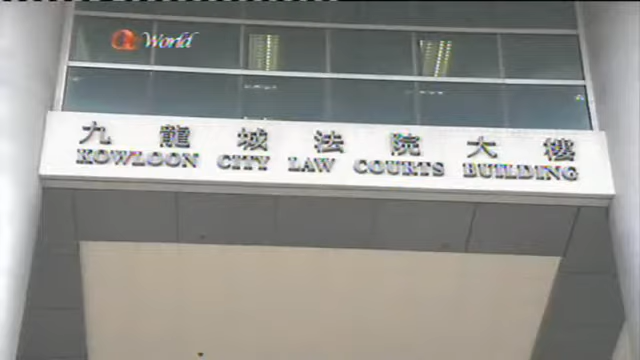 a World
九龍城法院大樓
KOWLOON CITY LAW COURTS BUILDING